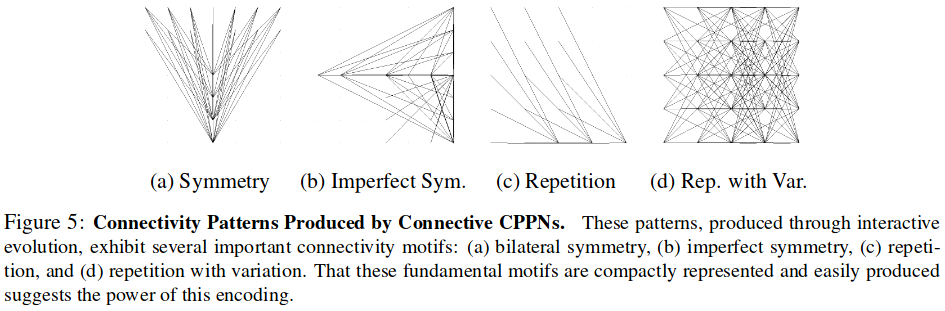 (a) Symmetry (b) Imperfect Sym. (c) Repetition (d) Rep. with Var.
Figure 5: Connectivity Patterns Produced by Connective CPPNs. These patterns, produced through interactive
evolution, exhibit several important connectivity motifs: (a) bilateral symmetry, (b) imperfect symmetry, (c) repeti-
tion, and (d) repetition with variation. That these fundamental motifs are compactly represented and easily produced
suggests the power of this encoding.